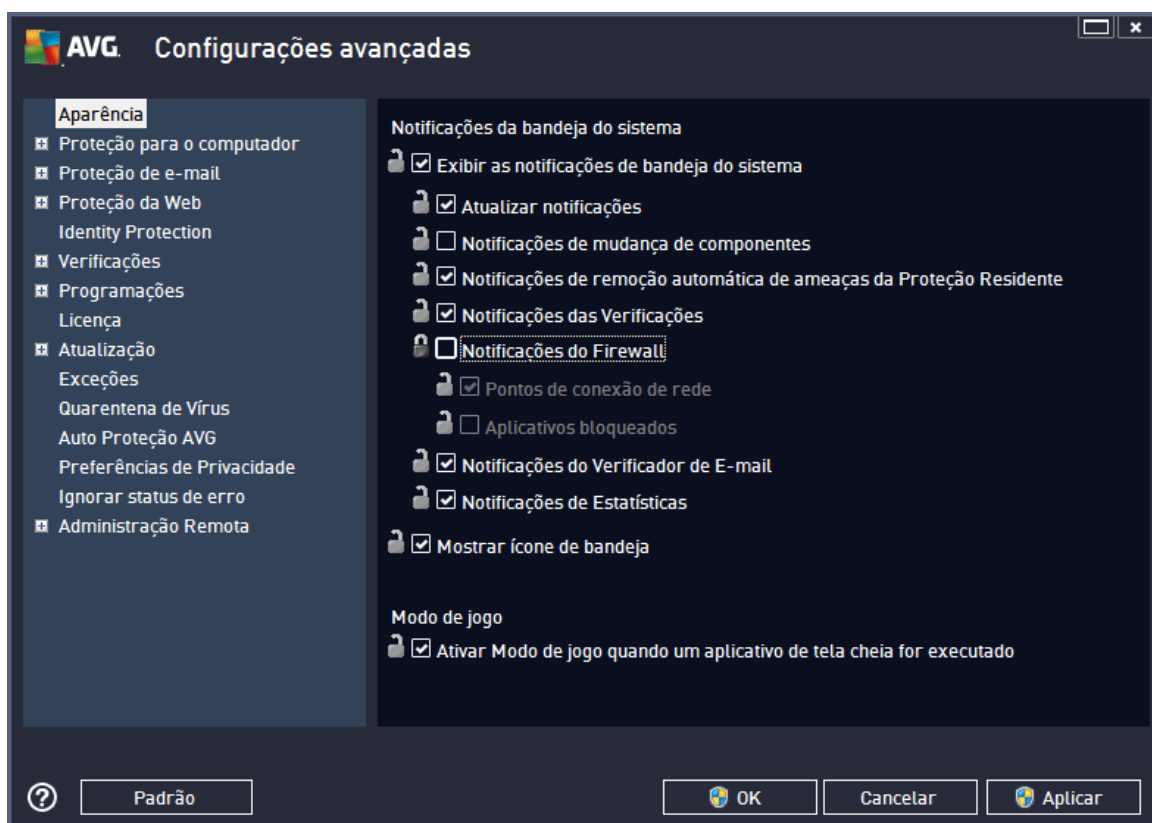 AVG. Configurações avançadas
Aparência
Proteção para o computador
Proteção de e-mail
Proteção da Web
Identity Protection
Verificações
Programações
Licença
Atualização
Exceções
Quarentena de Vírus
Auto Proteção AVG
Preferências de Privacidade
Ignorar status de erro
Administração Remota
Notificações da bandeja do sistema
Exibir as notificações de bandeja do sistema
Atualizar notificações
Notificações de mudança de componentes
Notificações de remoção automática de ameaças da Proteção Residente
Notificações das Verificações
Notificações do Firewall
Pontos de conexão de rede
Aplicativos bloqueados
Notificações do Verificador de E-mail
Notificações de Estatísticas
Mostrar ícone de bandeja
Modo de jogo
Ativar Modo de jogo quando um aplicativo de tela cheia for executado
? Padrão OK Cancelar Aplicar